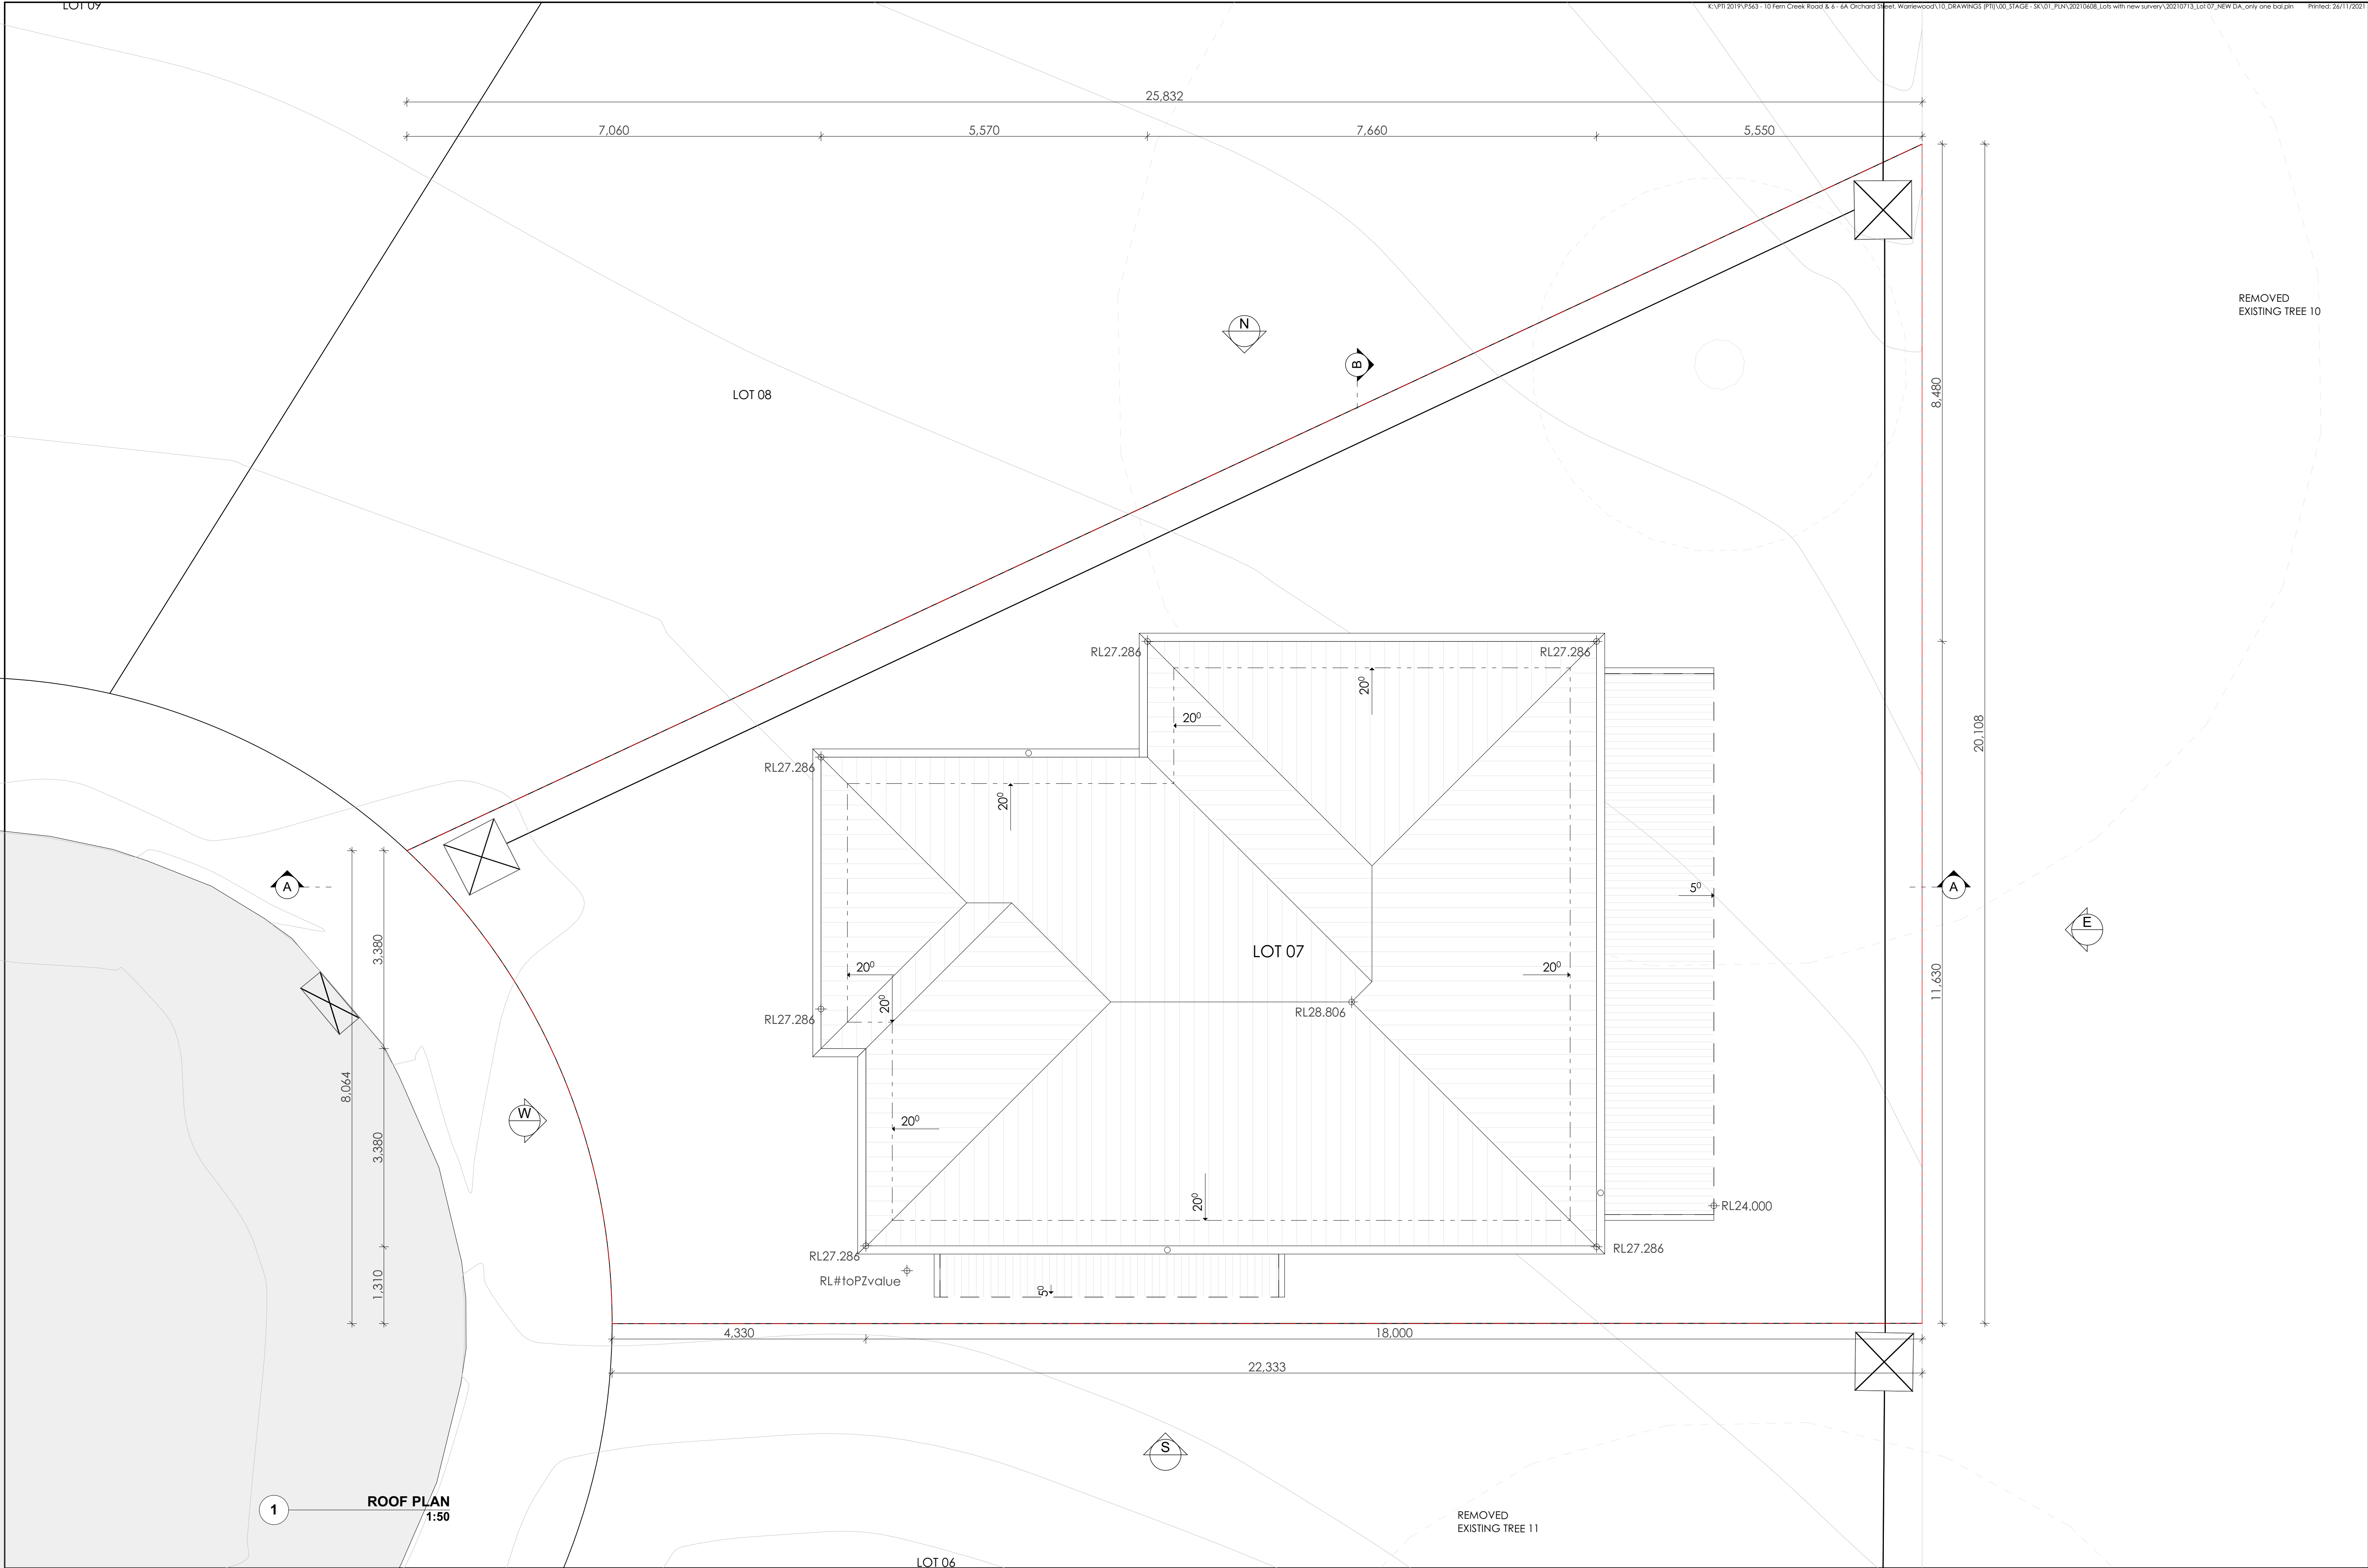 LOT 09
K:\PTI 2019\P563 - 10 Fern Creek Road & 6 - 6A Orchard Street, Warriewood\10_DRAWINGS (PTI)\00_STAGE - SK\01_PLN\20210608_Lots with new survery\20210713_Lot 07_NEW DA_only one bal.pln Printed: 26/11/2021
25,832
7,060
5,570
7,660
5,550
REMOVED
EXISTING TREE 10
N
B
LOT 08
8,480
20,108
RL27.286
RL27.286
20⁰
20⁰
RL27.286
20⁰
A
5⁰
A
E
3,380
LOT 07
20⁰
20⁰
20⁰
11,630
RL27.286
RL28.806
8,064
W
20⁰
3,380
20⁰
RL24.000
RL27.286
RL27.286
RL#toPZvalue
1,310
5⁰
4,330
18,000
22,333
S
1
ROOF PLAN
1:50
REMOVED
EXISTING TREE 11
LOT 06